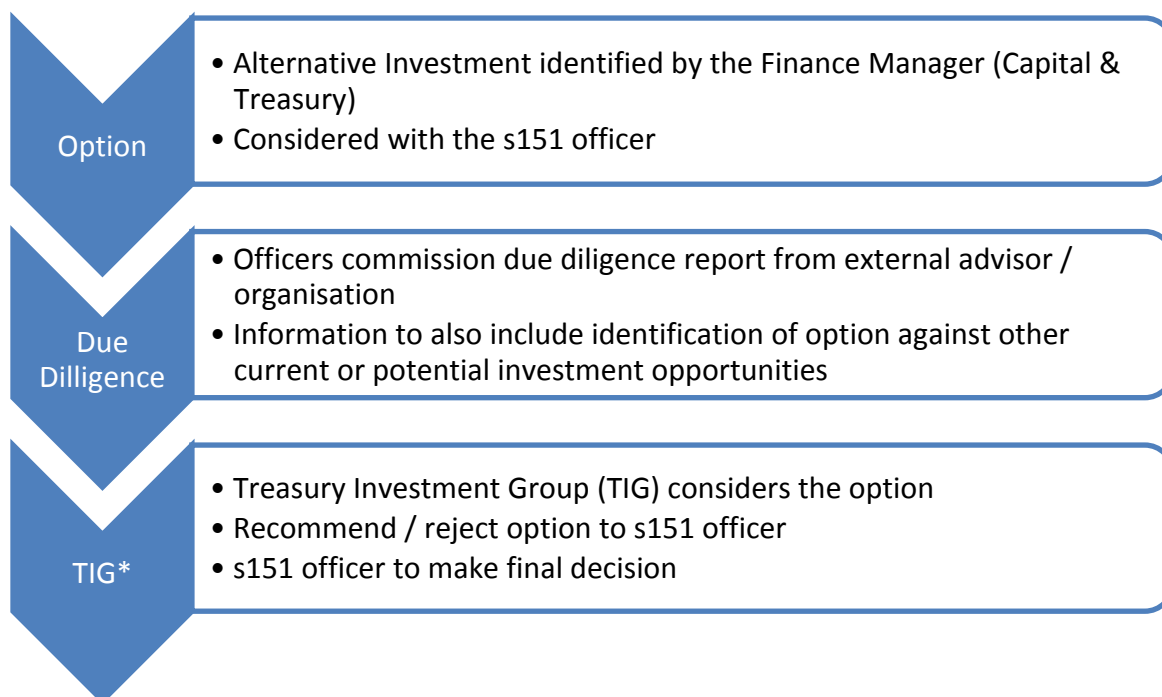 Option
• Alternative Investment identified by the Finance Manager (Capital &
Treasury)
• Considered with the s151 officer
Due
Dilligence
• Officers commission due diligence report from external advisor /
organisation
• Information to also include identification of option against other
current or potential investment opportunities
TIG*
• Treasury Investment Group (TIG) considers the option
• Recommend / reject option to s151 officer
• s151 officer to make final decision